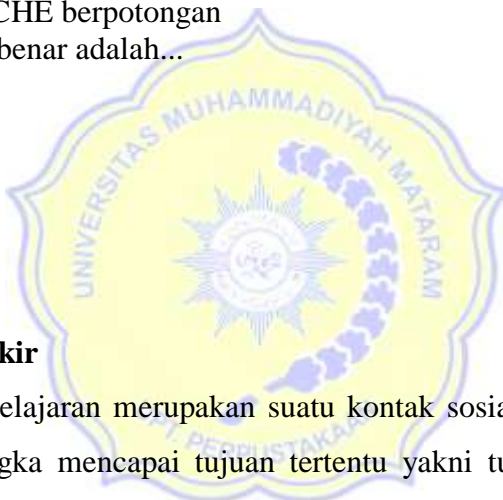 CHE berpotongan
benar adalah...
UNIVERSITAS MUHAMMADIYAH MATARAM
kir
elajaran merupakan suatu kontak sosia
PT. PERPUSTAKAAN
gka mencapai tujuan tertentu yakni tu